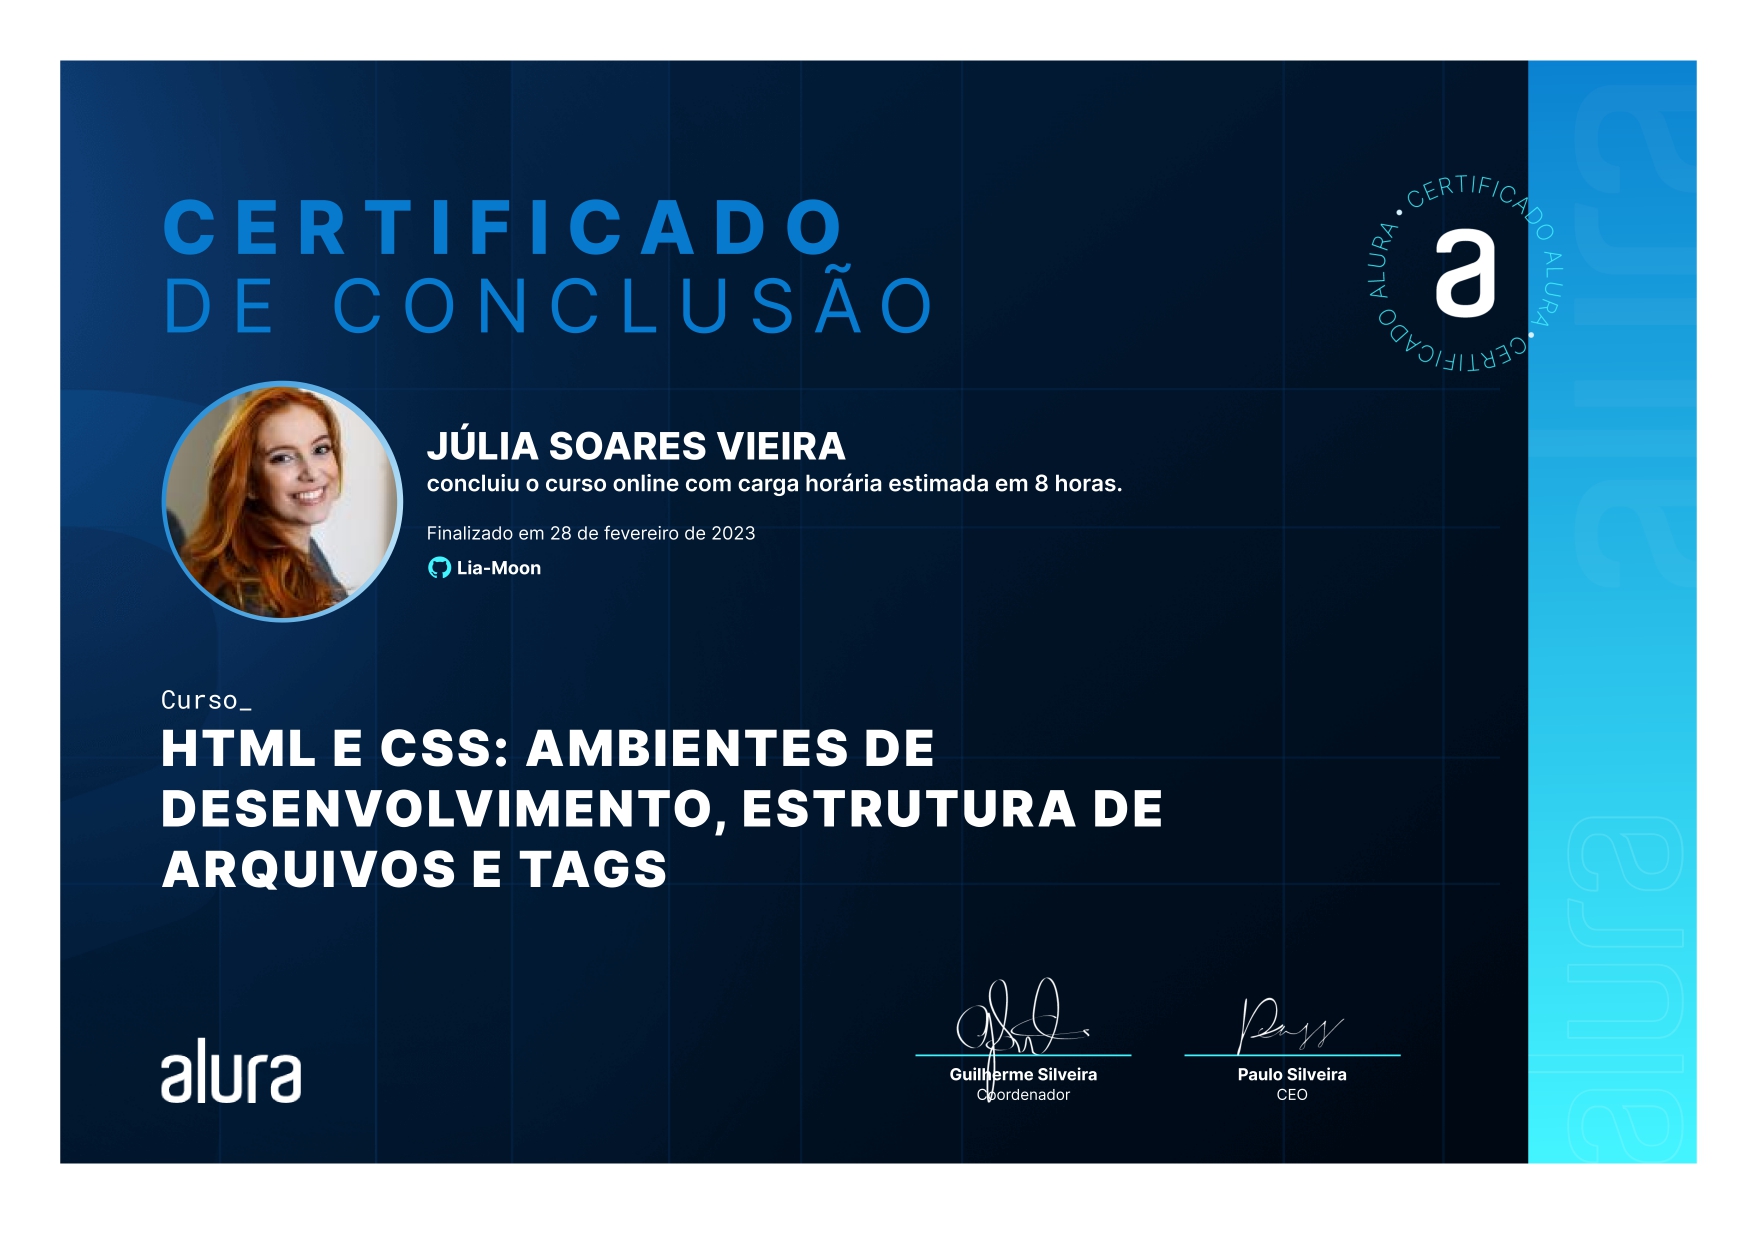 CERTIFICADO
DE CONCLUSÃO
• CERTIFICADO ALURA • CERTIFICADO ALURA
a
JÚLIA SOARES VIEIRA
concluiu o curso online com carga horária estimada em 8 horas.
Finalizado em 28 de fevereiro de 2023
Lia-Moon
Curso_
HTML E CSS: AMBIENTES DE
DESENVOLVIMENTO, ESTRUTURA DE
ARQUIVOS E TAGS
alura
Guilherme Silveira
Coordenador
Paulo Silveira
CEO
alura
alura
alura